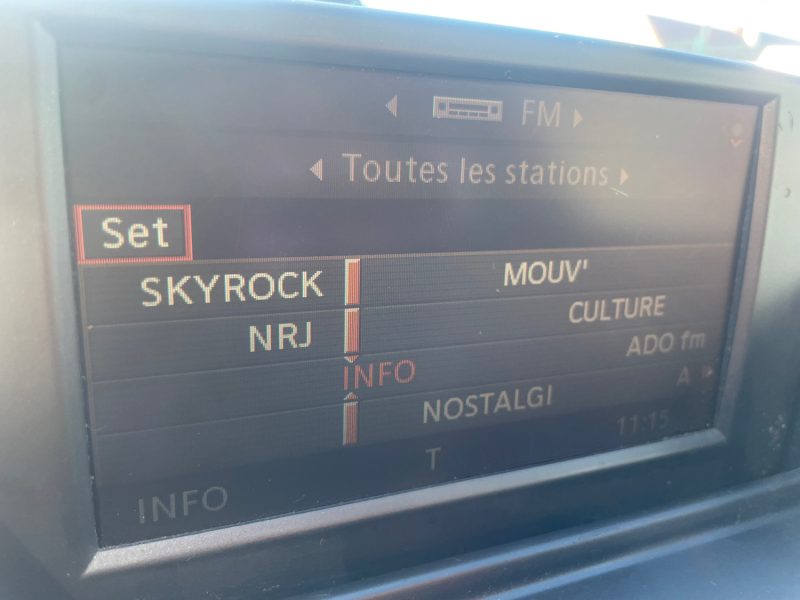 FM
Toutes les stations
Set
SKYROCK MOUV'
NRJ CULTURE
INFO ADO fm
NOSTALGI A
INFO T 11:15